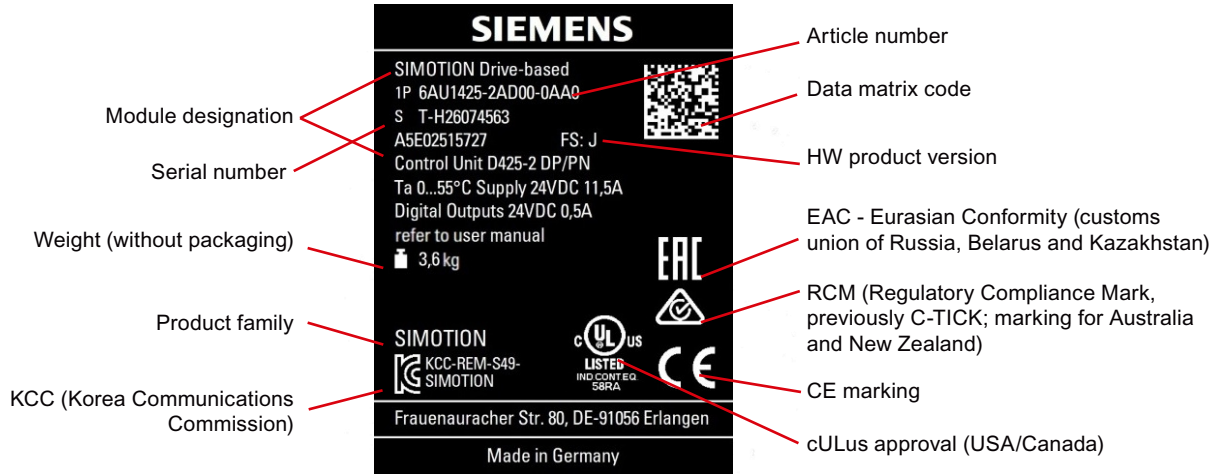 SIEMENS
SIMOTION Drive-based
1P 6AU1425-2AD00-0AA0
S T-H26074563
A5E02515727 FS: J
Control Unit D425-2 DP/PN
Ta 0...55°C Supply 24VDC 11,5A
Digital Outputs 24VDC 0,5A
refer to user manual
3,6 kg
EAC
SIMOTION
KCC-REM-S49-
SIMOTION
C UL US
LISTED
IND CONT EQ.
58RA
CE
Frauenauracher Str. 80, DE-91056 Erlangen
Made in Germany
Module designation
Serial number
Weight (without packaging)
Product family
KCC (Korea Communications
Commission)
Article number
Data matrix code
HW product version
EAC - Eurasian Conformity (customs
union of Russia, Belarus and Kazakhstan)
RCM (Regulatory Compliance Mark,
previously C-TICK; marking for Australia
and New Zealand)
CE marking
cULus approval (USA/Canada)